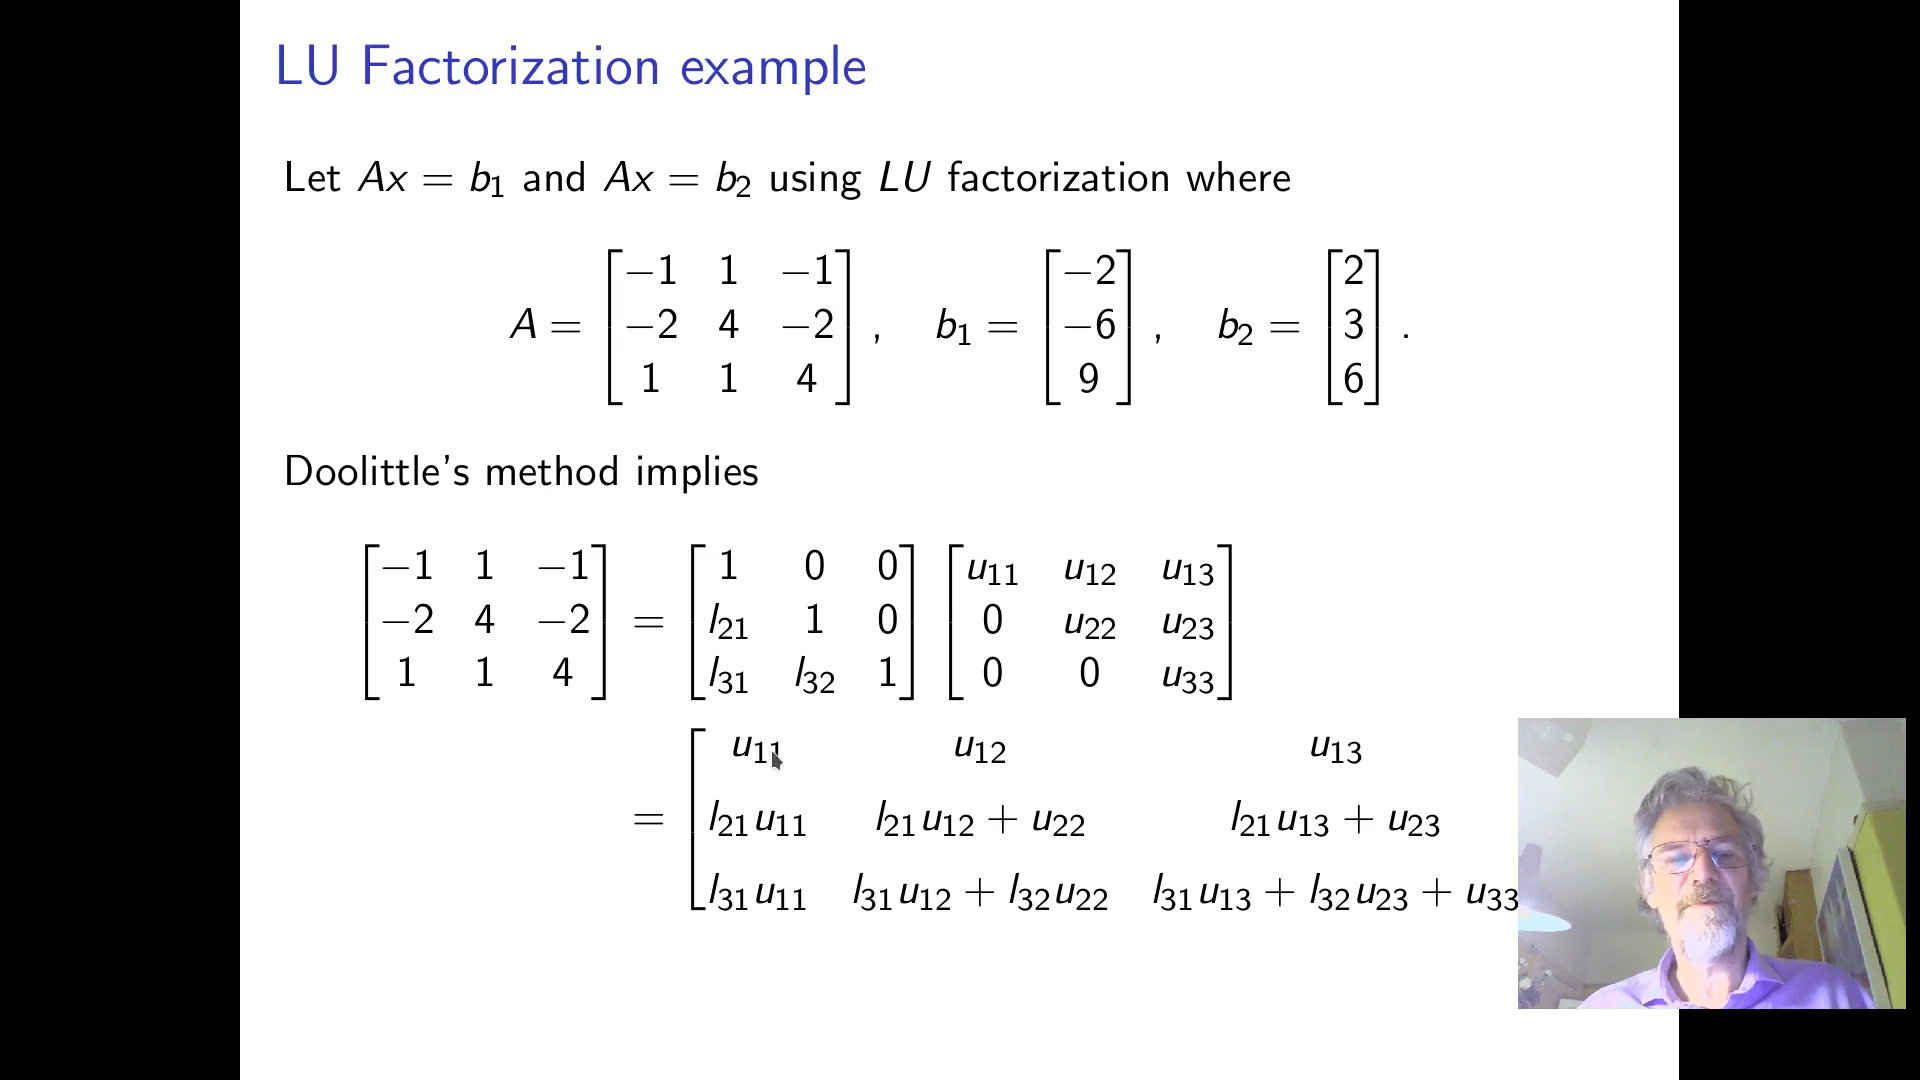 LU Factorization example
Let Ax = b₁ and Ax = b₂ using LU factorization where
A = [−1 1 −1; −2 4 −2; 1 1 4], b₁ = [−2; −6; 9], b₂ = [2; 3; 6].
Doolittle's method implies
[−1 1 −1; −2 4 −2; 1 1 4] = [1 0 0; l₂₁ 1 0; l₃₁ l₃₂ 1] [u₁₁ u₁₂ u₁₃; 0 u₂₂ u₂₃; 0 0 u₃₃]
= [u₁₁ u₁₂ u₁₃
l₂₁u₁₁ l₂₁u₁₂ + u₂₂ l₂₁u₁₃ + u₂₃
l₃₁u₁₁ l₃₁u₁₂ + l₃₂u₂₂ l₃₁u₁₃ + l₃₂u₂₃ + u₃₃